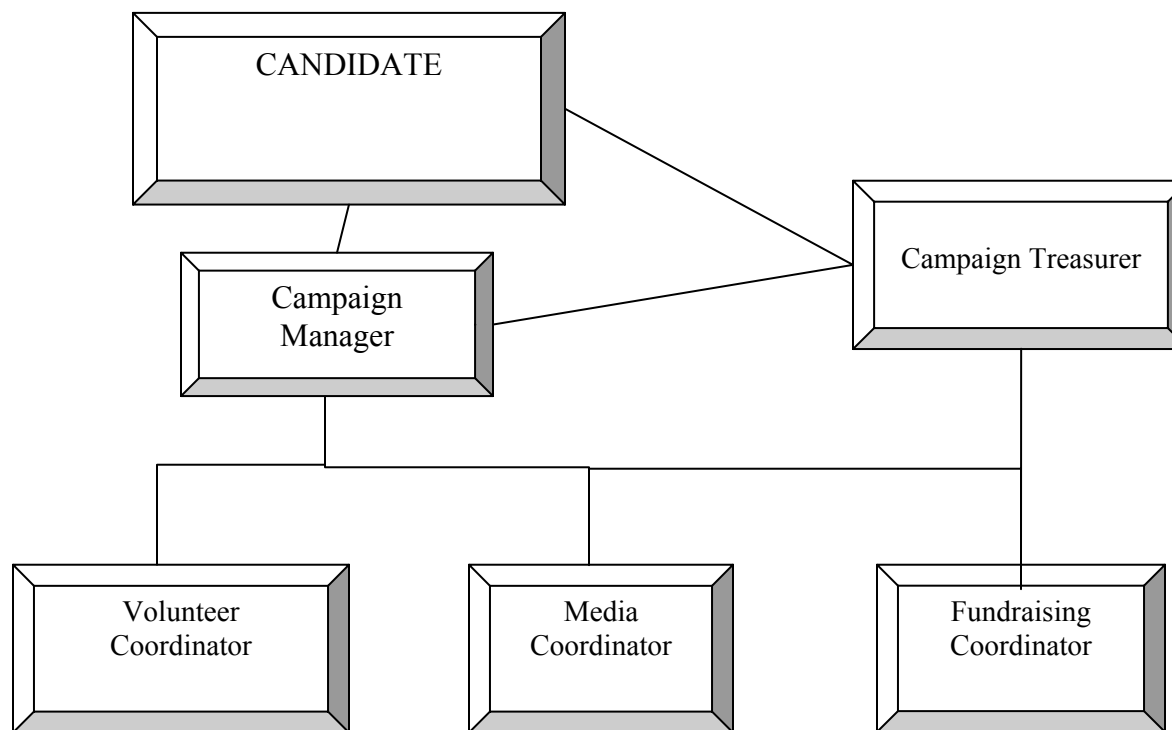 CANDIDATE
Campaign Treasurer
Campaign
Manager
Volunteer
Coordinator
Media
Coordinator
Fundraising
Coordinator